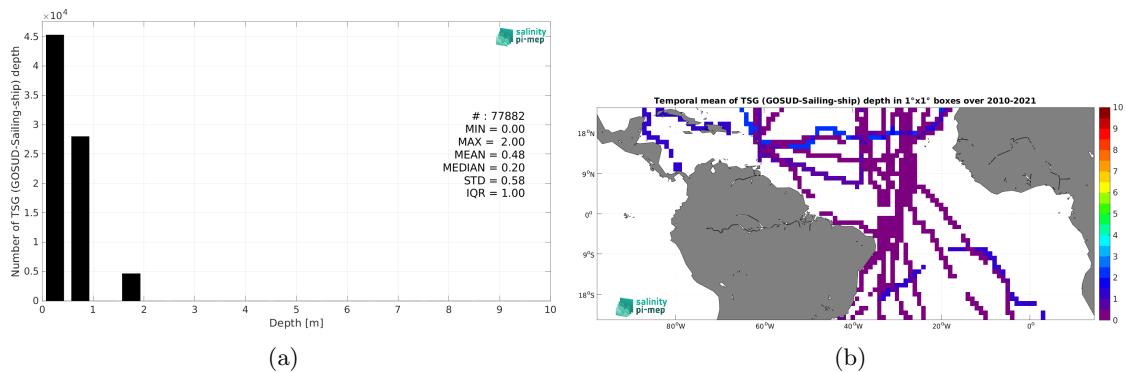 ×10⁴
5
4.5
4
3.5
3
2.5
2
1.5
1
0.5
0
Number of TSG (GOSUD-Sailing-ship) depth
0 1 2 3 4 5 6 7 8 9 10
Depth [m]
salinity
pi-mep
# : 77882
MIN = 0.00
MAX = 2.00
MEAN = 0.48
MEDIAN = 0.20
STD = 0.58
IQR = 1.00
(a)
Temporal mean of TSG (GOSUD-Sailing-ship) depth in 1°x1° boxes over 2010-2021
18°N
9°N
0°
9°S
18°S
80°W 60°W 40°W 20°W 0°
salinity
pi-mep
10
9
8
7
6
5
4
3
2
1
0
(b)